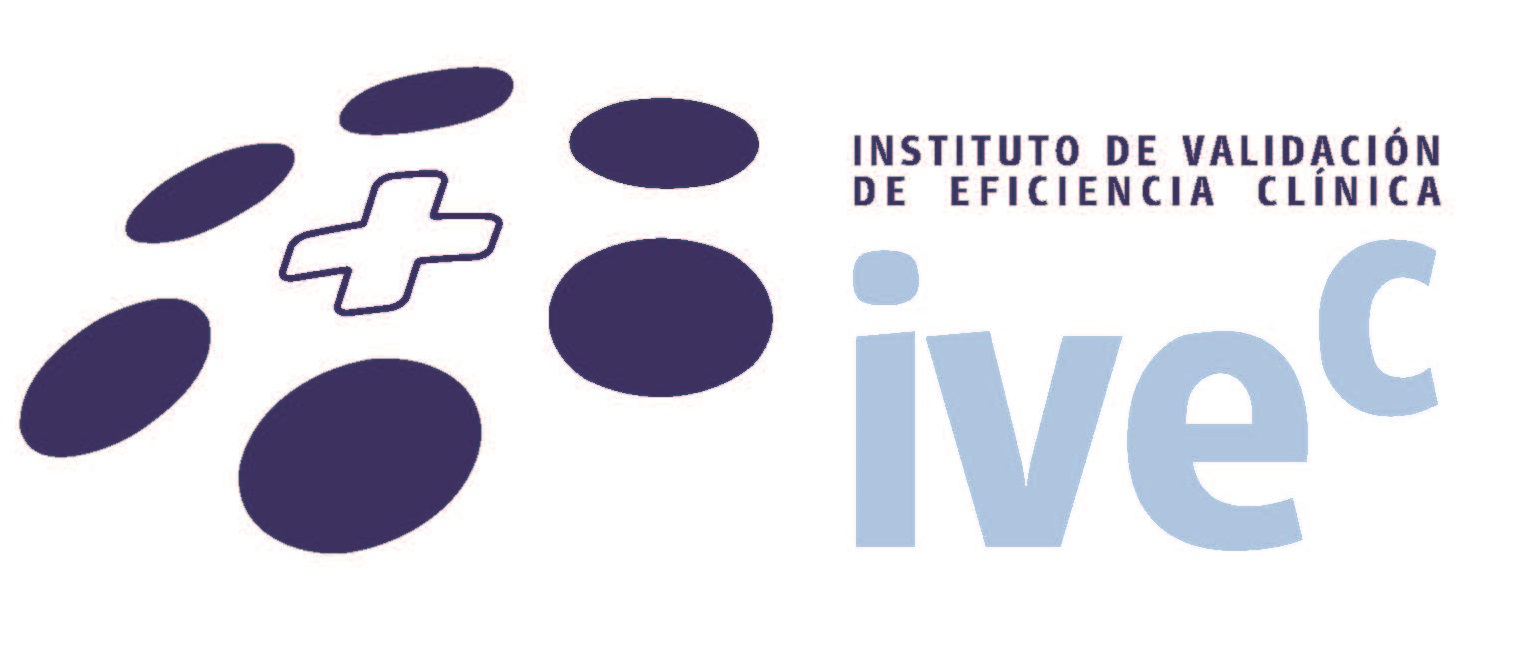 INSTITUTO DE VALIDACIÓN
DE EFICIENCIA CLÍNICA
ivec